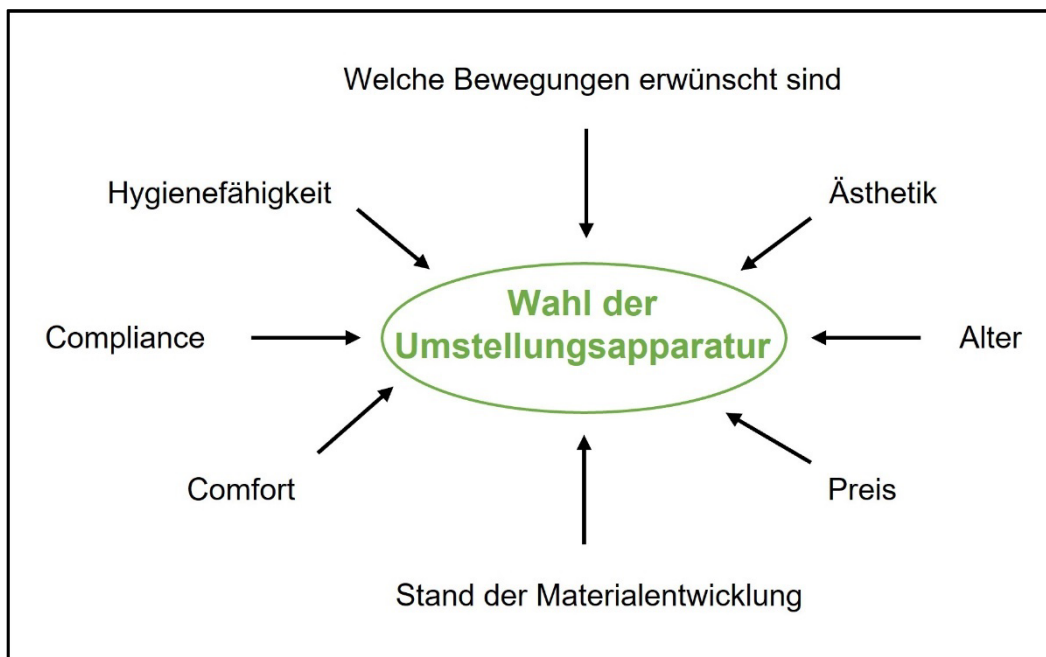 Welche Bewegungen erwünscht sind
Hygienefähigkeit
Ästhetik
Wahl der
Umstellungsapparatur
Compliance
Alter
Comfort
Preis
Stand der Materialentwicklung